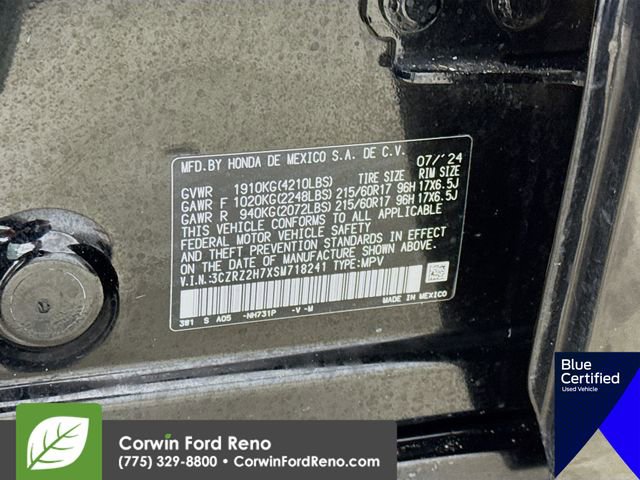 MFD.BY HONDA DE MEXICO S.A. DE C.V. 07/'24
GVWR 1910KG(4210LBS) TIRE SIZE RIM SIZE
GAWR F 1020KG(2248LBS) 215/60R17 96H 17X6.5J
GAWR R 940KG(2072LBS) 215/60R17 96H 17X6.5J
THIS VEHICLE CONFORMS TO ALL APPLICABLE
FEDERAL MOTOR VEHICLE SAFETY, BUMPER,
AND THEFT PREVENTION STANDARDS IN EFFECT
ON THE DATE OF MANUFACTURE SHOWN ABOVE.
V.I.N.:3CZRZ2H7XSM718241 TYPE:MPV
301 S A05 -NH731P -V -M MADE IN MEXICO
Blue
Certified
Used Vehicle
Corwin Ford Reno
(775) 329-8800 • CorwinFordReno.com